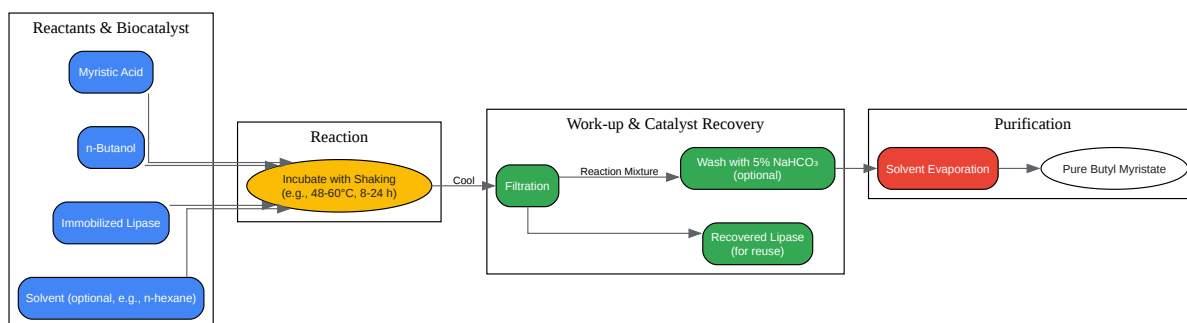 Reactants & Biocatalyst
Myristic Acid
n-Butanol
Immobilized Lipase
Solvent (optional, e.g., n-hexane)
Reaction
Incubate with Shaking
(e.g., 48-60°C, 8-24 h)
Cool
Work-up & Catalyst Recovery
Filtration
Reaction Mixture
Wash with 5% NaHCO₃
(optional)
Recovered Lipase
(for reuse)
Purification
Solvent Evaporation
Pure Butyl Myristate